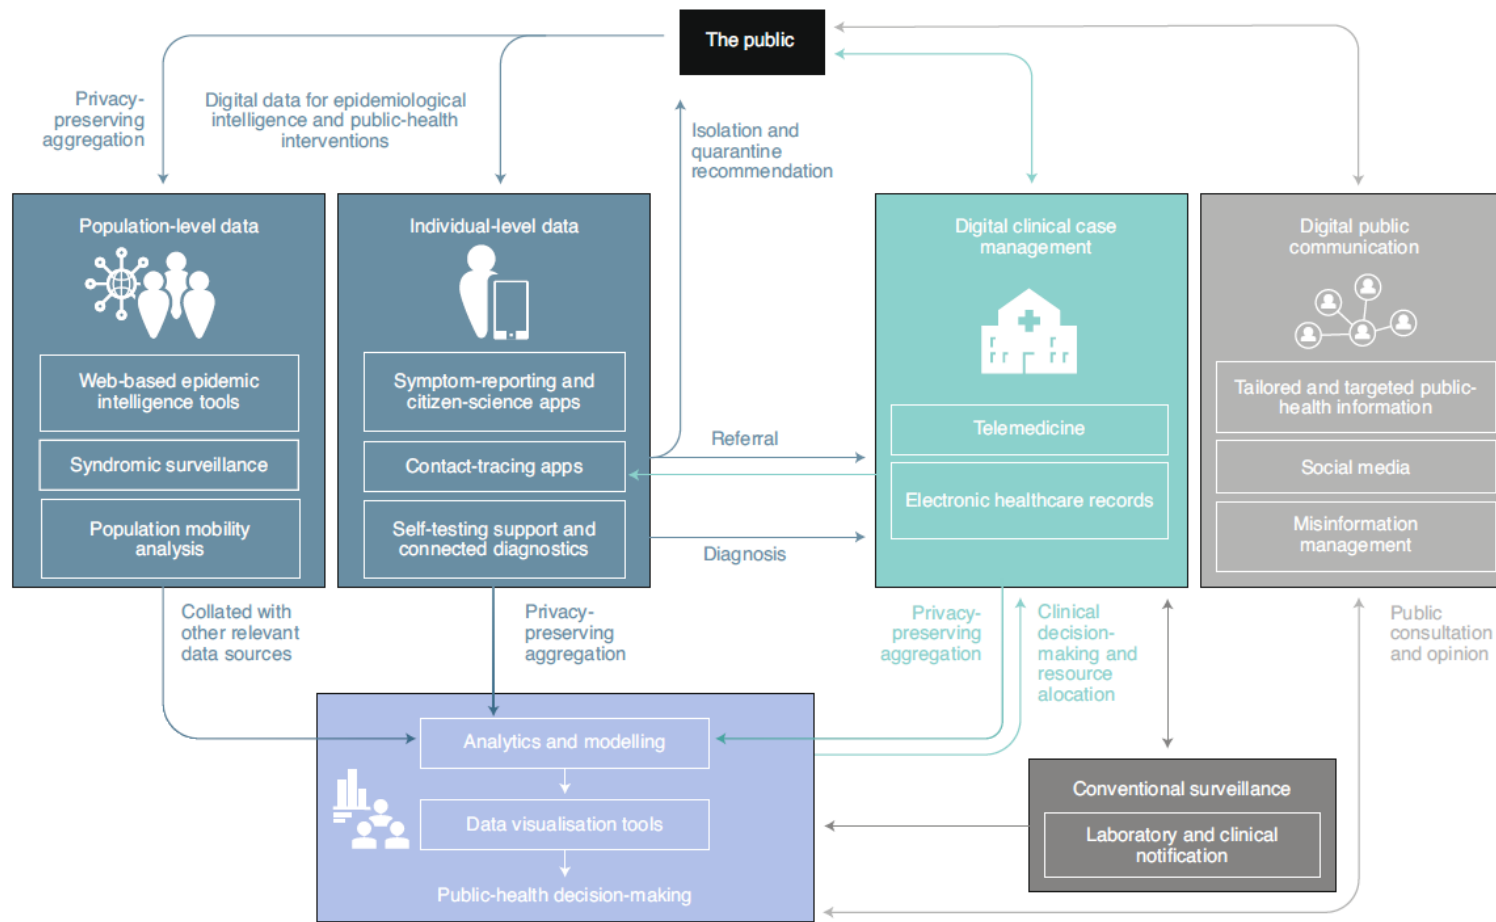 The public
Privacy-
preserving
aggregation
Digital data for epidemiological
intelligence and public-health
interventions
Isolation and
quarantine
recommendation
Population-level data
Web-based epidemic
intelligence tools
Syndromic surveillance
Population mobility
analysis
Individual-level data
Symptom-reporting and
citizen-science apps
Contact-tracing apps
Self-testing support and
connected diagnostics
Referral
Diagnosis
Digital clinical case
management
Telemedicine
Electronic healthcare records
Digital public
communication
Tailored and targeted public-
health information
Social media
Misinformation
management
Collated with
other relevant
data sources
Privacy-
preserving
aggregation
Privacy-
preserving
aggregation
Clinical
decision-
making and
resource
alocation
Public
consultation
and opinion
Analytics and modelling
Data visualisation tools
Public-health decision-making
Conventional surveillance
Laboratory and clinical
notification